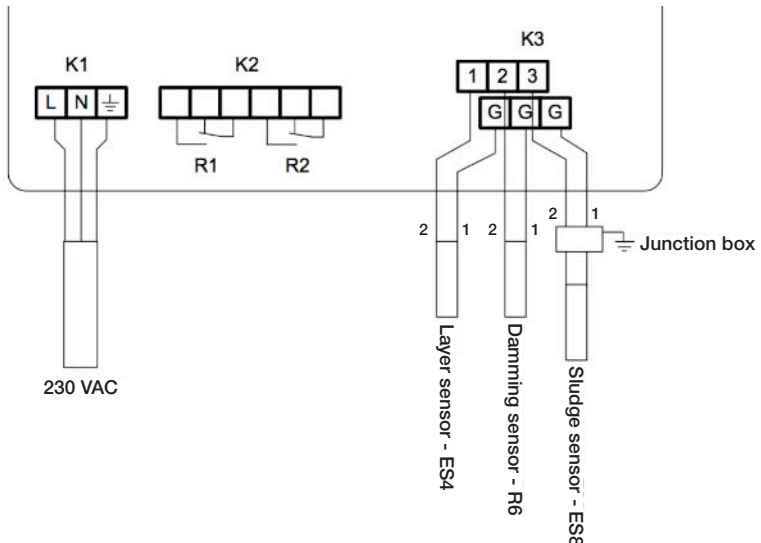 K1
K2
K3
L N
1 2 3
G G G
R1
R2
2 1 2 1 2 1
Junction box
230 VAC
Layer sensor - ES4
Damming sensor - R6
Sludge sensor - ES8